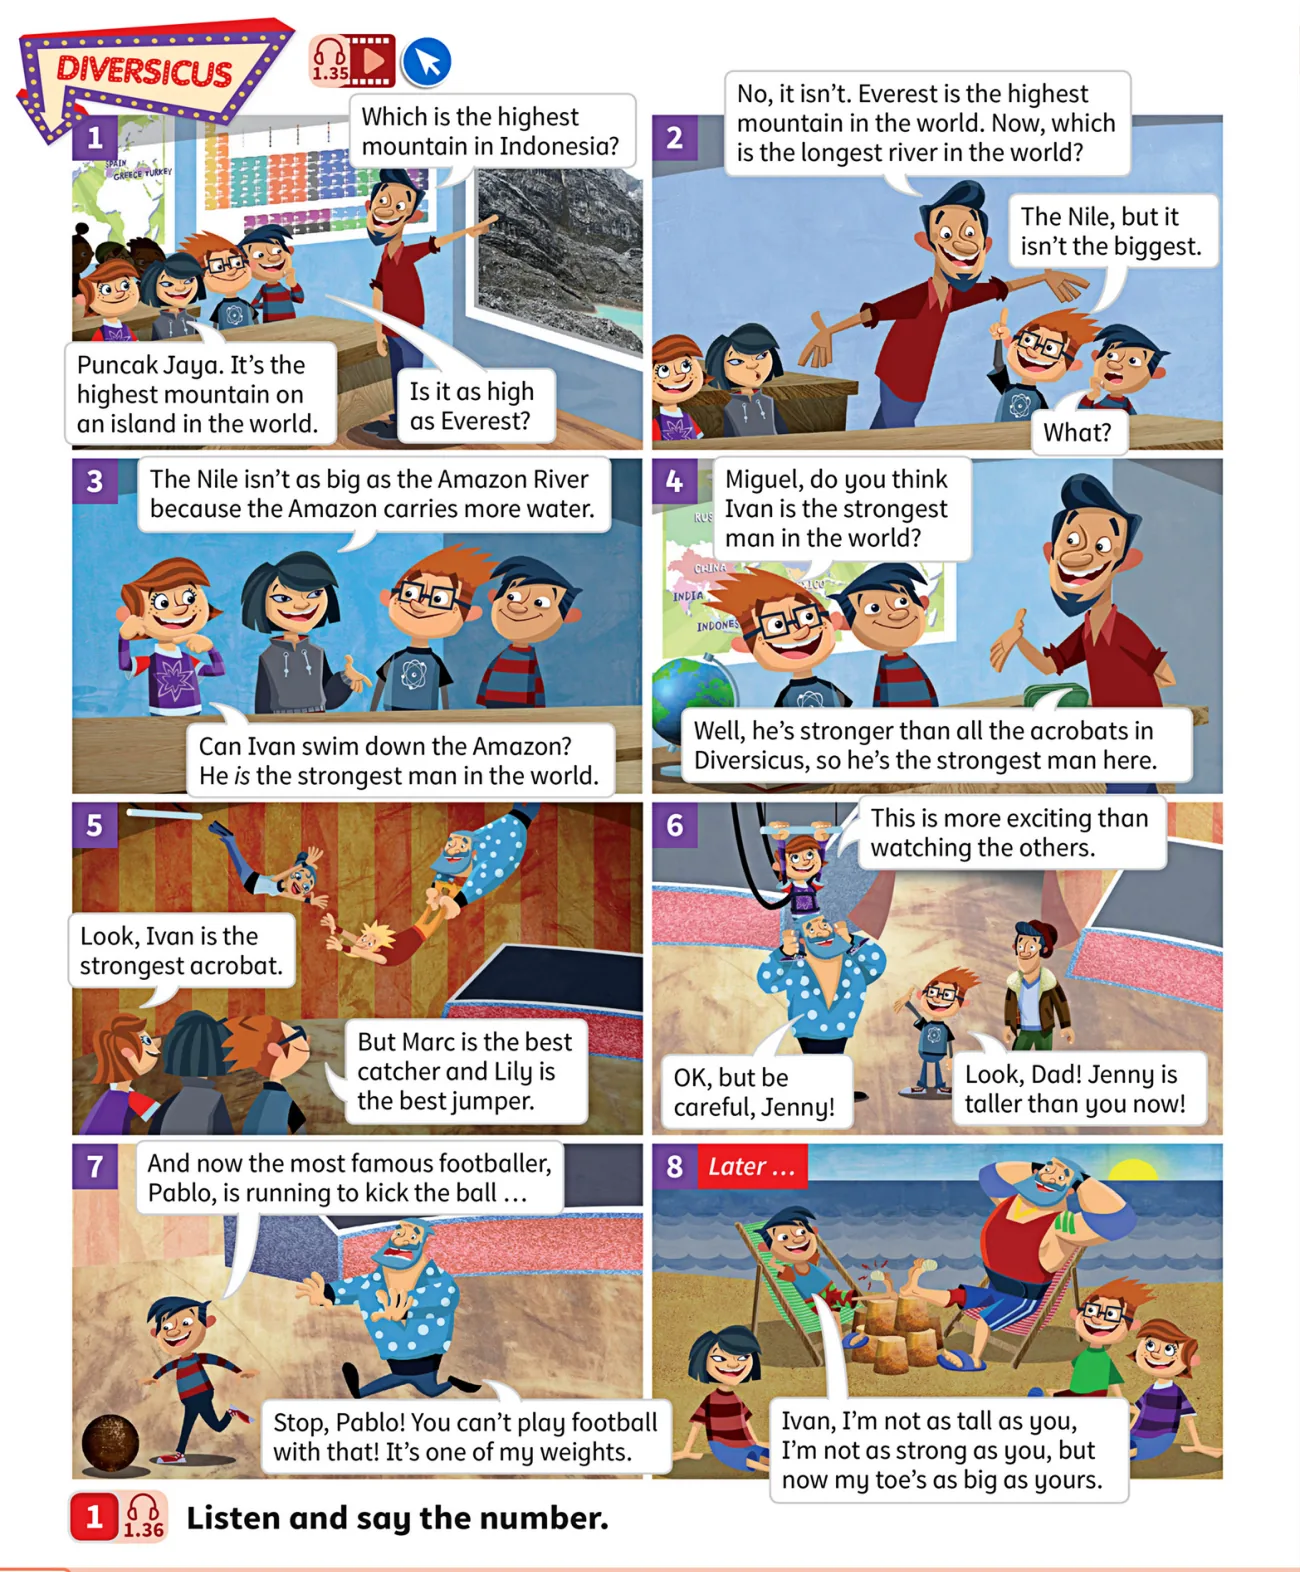 DIVERSICUS
1.35
1
SPAIN
GREECE TURKEY
Which is the highest
mountain in Indonesia?
Puncak Jaya. It's the
highest mountain on
an island in the world.
Is it as high
as Everest?
2
No, it isn't. Everest is the highest
mountain in the world. Now, which
is the longest river in the world?
The Nile, but it
isn't the biggest.
What?
3
The Nile isn't as big as the Amazon River
because the Amazon carries more water.
Can Ivan swim down the Amazon?
He is the strongest man in the world.
4
Miguel, do you think
Ivan is the strongest
man in the world?
RUS
CHINA
INDIA
INDONES
Well, he's stronger than all the acrobats in
Diversicus, so he's the strongest man here.
5
Look, Ivan is the
strongest acrobat.
But Marc is the best
catcher and Lily is
the best jumper.
6
This is more exciting than
watching the others.
OK, but be
careful, Jenny!
Look, Dad! Jenny is
taller than you now!
7
And now the most famous footballer,
Pablo, is running to kick the ball ...
Stop, Pablo! You can't play football
with that! It's one of my weights.
8
Later ...
Ivan, I'm not as tall as you,
I'm not as strong as you, but
now my toe's as big as yours.
1
1.36
Listen and say the number.